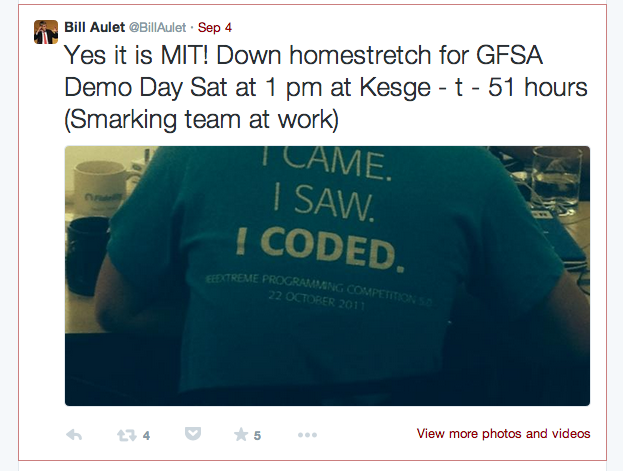 Bill Aulet @BillAulet · Sep 4
Yes it is MIT! Down homestretch for GFSA
Demo Day Sat at 1 pm at Kesge - t - 51 hours
(Smarking team at work)
I CAME.
I SAW.
I CODED.
IEEEXTREME PROGRAMMING COMPETITION 5.0
22 OCTOBER 2011
4
5
View more photos and videos